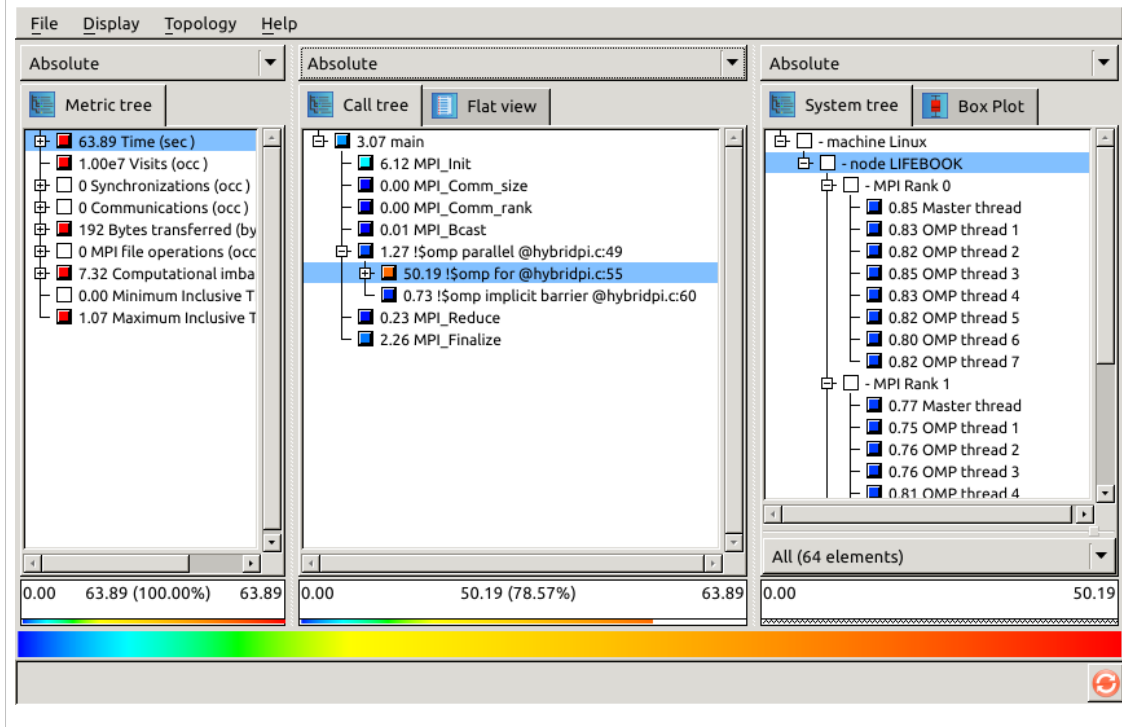 File Display Topology Help
Absolute
Absolute
Absolute
Metric tree
Call tree
Flat view
System tree
Box Plot
63.89 Time (sec)
1.00e7 Visits (occ)
0 Synchronizations (occ)
0 Communications (occ)
192 Bytes transferred (by
0 MPI file operations (occ
7.32 Computational imba
0.00 Minimum Inclusive T
1.07 Maximum Inclusive T
3.07 main
6.12 MPI_Init
0.00 MPI_Comm_size
0.00 MPI_Comm_rank
0.01 MPI_Bcast
1.27 !$omp parallel @hybridpi.c:49
50.19 !$omp for @hybridpi.c:55
0.73 !$omp implicit barrier @hybridpi.c:60
0.23 MPI_Reduce
2.26 MPI_Finalize
- machine Linux
- node LIFEBOOK
- MPI Rank 0
0.85 Master thread
0.83 OMP thread 1
0.82 OMP thread 2
0.85 OMP thread 3
0.83 OMP thread 4
0.82 OMP thread 5
0.80 OMP thread 6
0.82 OMP thread 7
- MPI Rank 1
0.77 Master thread
0.75 OMP thread 1
0.76 OMP thread 2
0.76 OMP thread 3
0.81 OMP thread 4
All (64 elements)
0.00 63.89 (100.00%) 63.89
0.00 50.19 (78.57%) 63.89
0.00 50.19